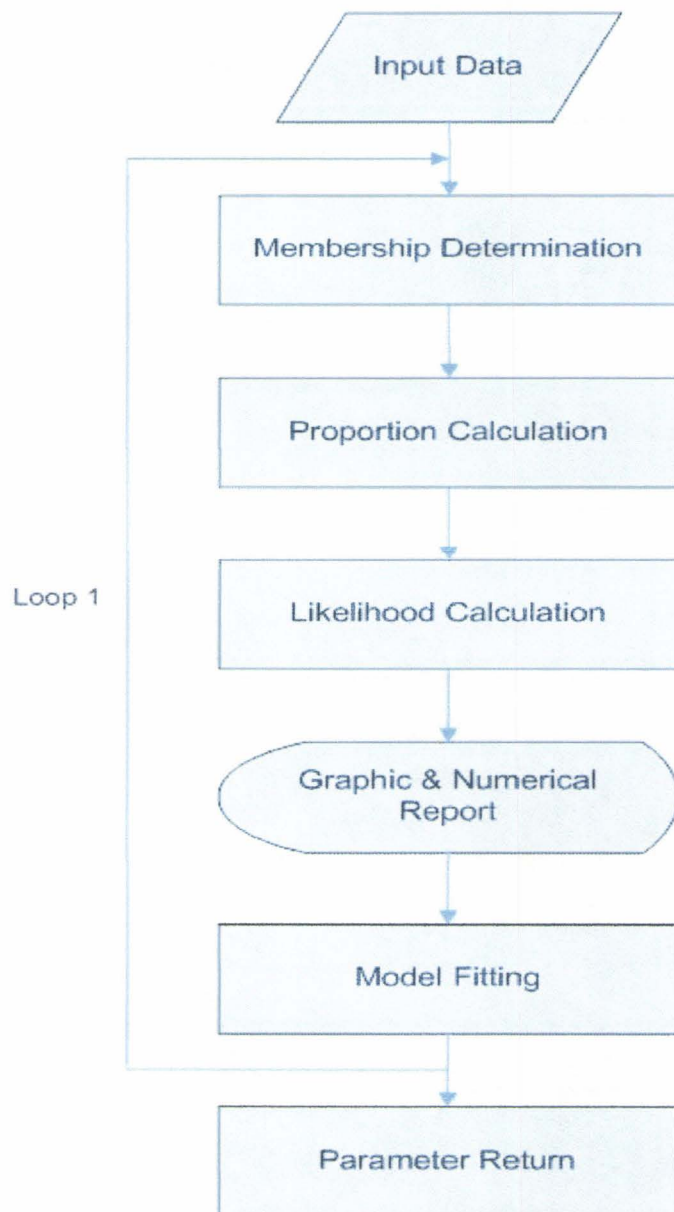 Input Data
Membership Determination
Proportion Calculation
Loop 1
Likelihood Calculation
Graphic & Numerical
Report
Model Fitting
Parameter Return